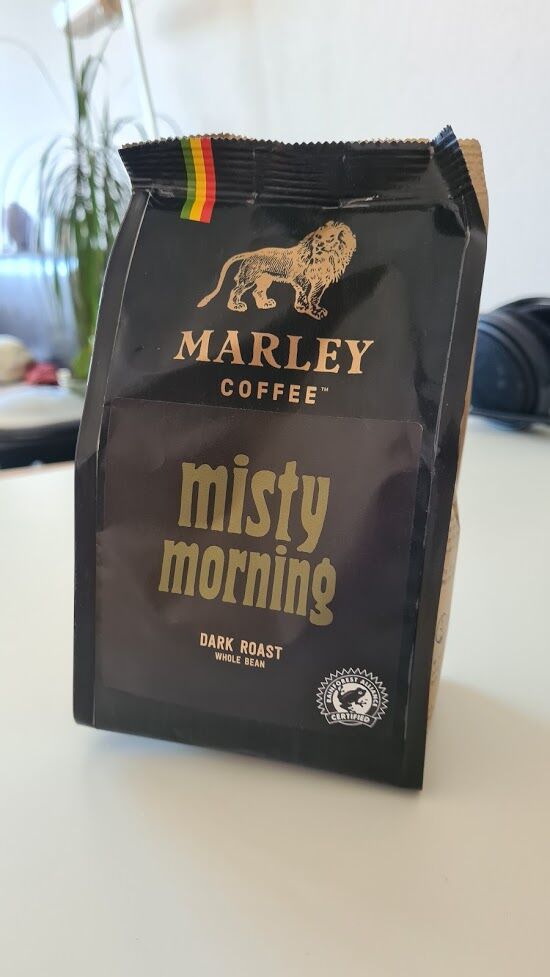 MARLEY
COFFEE™
misty
morning
DARK ROAST
WHOLE BEAN
RAINFOREST ALLIANCE
CERTIFIED